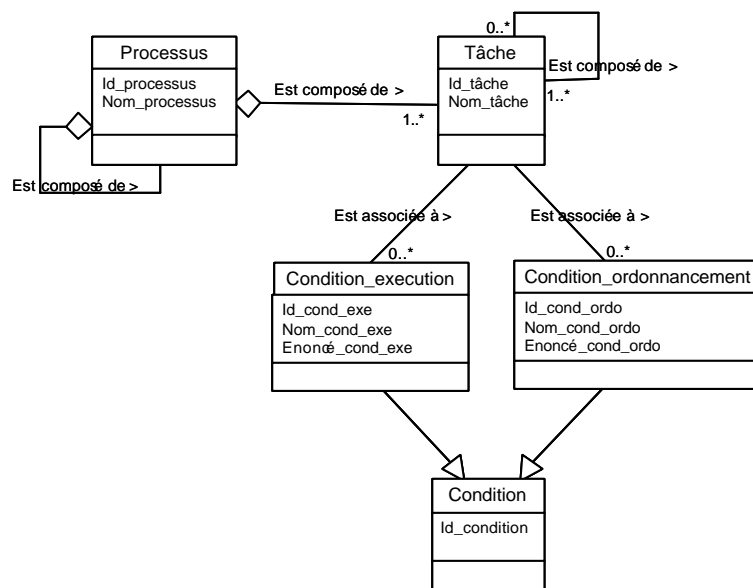 Processus
Id_processus
Nom_processus
Est composé de >
Est composé de >
1..*
0..*
Tâche
Id_tâche
Nom_tâche
Est composé de >
1..*
Est associée à >
Est associée à >
0..*
0..*
Condition_execution
Id_cond_exe
Nom_cond_exe
Enoncé_cond_exe
Condition_ordonnancement
Id_cond_ordo
Nom_cond_ordo
Enoncé_cond_ordo
Condition
Id_condition